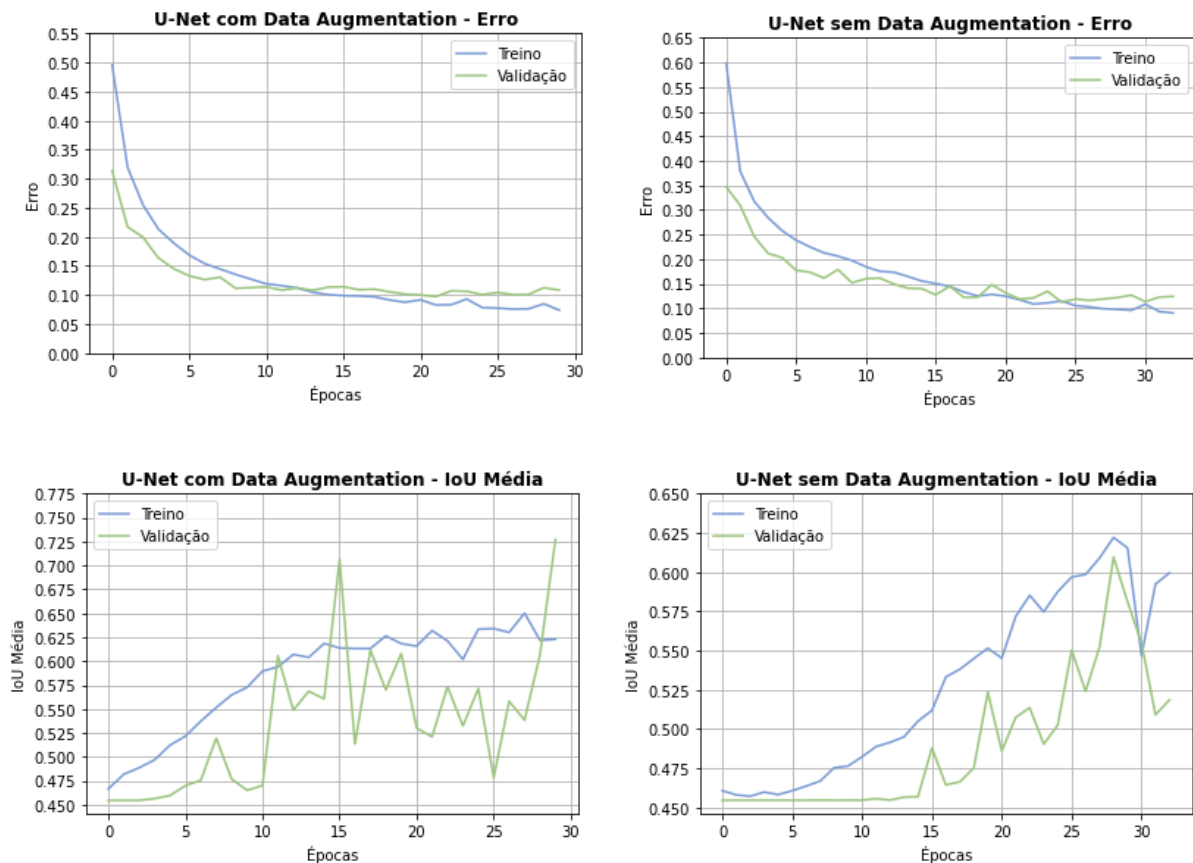 U-Net com Data Augmentation - Erro
0.55
0.50
0.45
0.40
0.35
0.30
0.25
0.20
0.15
0.10
0.05
0.00
Erro
Treino
Validação
0 5 10 15 20 25 30
Épocas
U-Net sem Data Augmentation - Erro
0.65
0.60
0.55
0.50
0.45
0.40
0.35
0.30
0.25
0.20
0.15
0.10
0.05
0.00
Erro
Treino
Validação
0 5 10 15 20 25 30
Épocas
U-Net com Data Augmentation - IoU Média
0.775
0.750
0.725
0.700
0.675
0.650
0.625
0.600
0.575
0.550
0.525
0.500
0.475
0.450
IoU Média
Treino
Validação
0 5 10 15 20 25 30
Épocas
U-Net sem Data Augmentation - IoU Média
0.650
0.625
0.600
0.575
0.550
0.525
0.500
0.475
0.450
IoU Média
Treino
Validação
0 5 10 15 20 25 30
Épocas